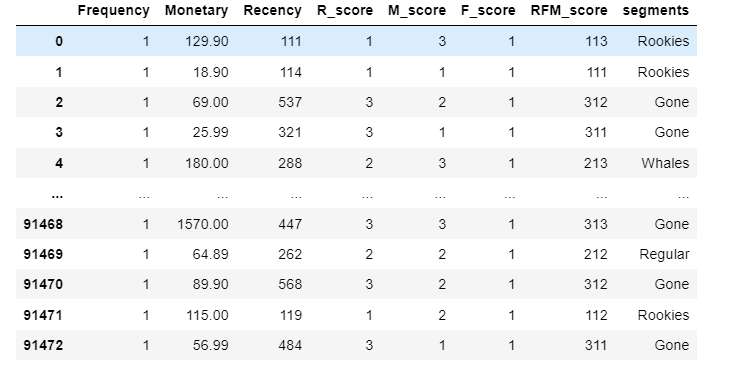 Frequency Monetary Recency R_score M_score F_score RFM_score segments
0 1 129.90 111 1 3 1 113 Rookies
1 1 18.90 114 1 1 1 111 Rookies
2 1 69.00 537 3 2 1 312 Gone
3 1 25.99 321 3 1 1 311 Gone
4 1 180.00 288 2 3 1 213 Whales
... ... ... ... ... ... ... ... ...
91468 1 1570.00 447 3 3 1 313 Gone
91469 1 64.89 262 2 2 1 212 Regular
91470 1 89.90 568 3 2 1 312 Gone
91471 1 115.00 119 1 2 1 112 Rookies
91472 1 56.99 484 3 1 1 311 Gone